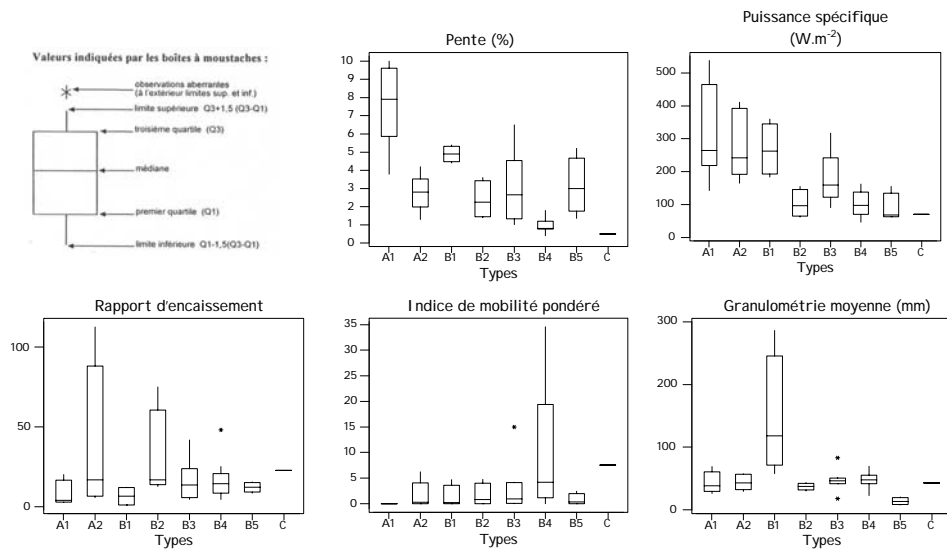 Valeurs indiquées par les boîtes à moustaches :
observations aberrantes
(à l'extérieur limites sup. et inf.)
limite supérieure Q3+1,5 (Q3-Q1)
troisième quartile (Q3)
médiane
premier quartile (Q1)
limite inférieure Q1-1,5(Q3-Q1)
Pente (%)
10
9
8
7
6
5
4
3
2
1
0
A1 A2 B1 B2 B3 B4 B5 C
Types
Puissance spécifique
(W.m-2)
500
400
300
200
100
0
A1 A2 B1 B2 B3 B4 B5 C
Types
Rapport d'encaissement
100
50
0
A1 A2 B1 B2 B3 B4 B5 C
Types
Indice de mobilité pondéré
35
30
25
20
15
10
5
0
A1 A2 B1 B2 B3 B4 B5 C
Types
Granulométrie moyenne (mm)
300
200
100
0
A1 A2 B1 B2 B3 B4 B5 C
Types